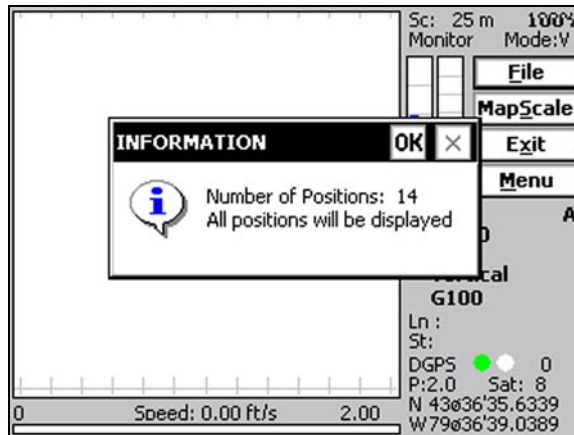 Sc: 25 m 100%
Monitor Mode:V
File
MapScale
Exit
Menu
INFORMATION OK
Number of Positions: 14
All positions will be displayed
G100
Ln :
St:
DGPS 0
P:2.0 Sat: 8
N 43ø36'35.6339
W79ø36'39.0389
0 Speed: 0.00 ft/s 2.00